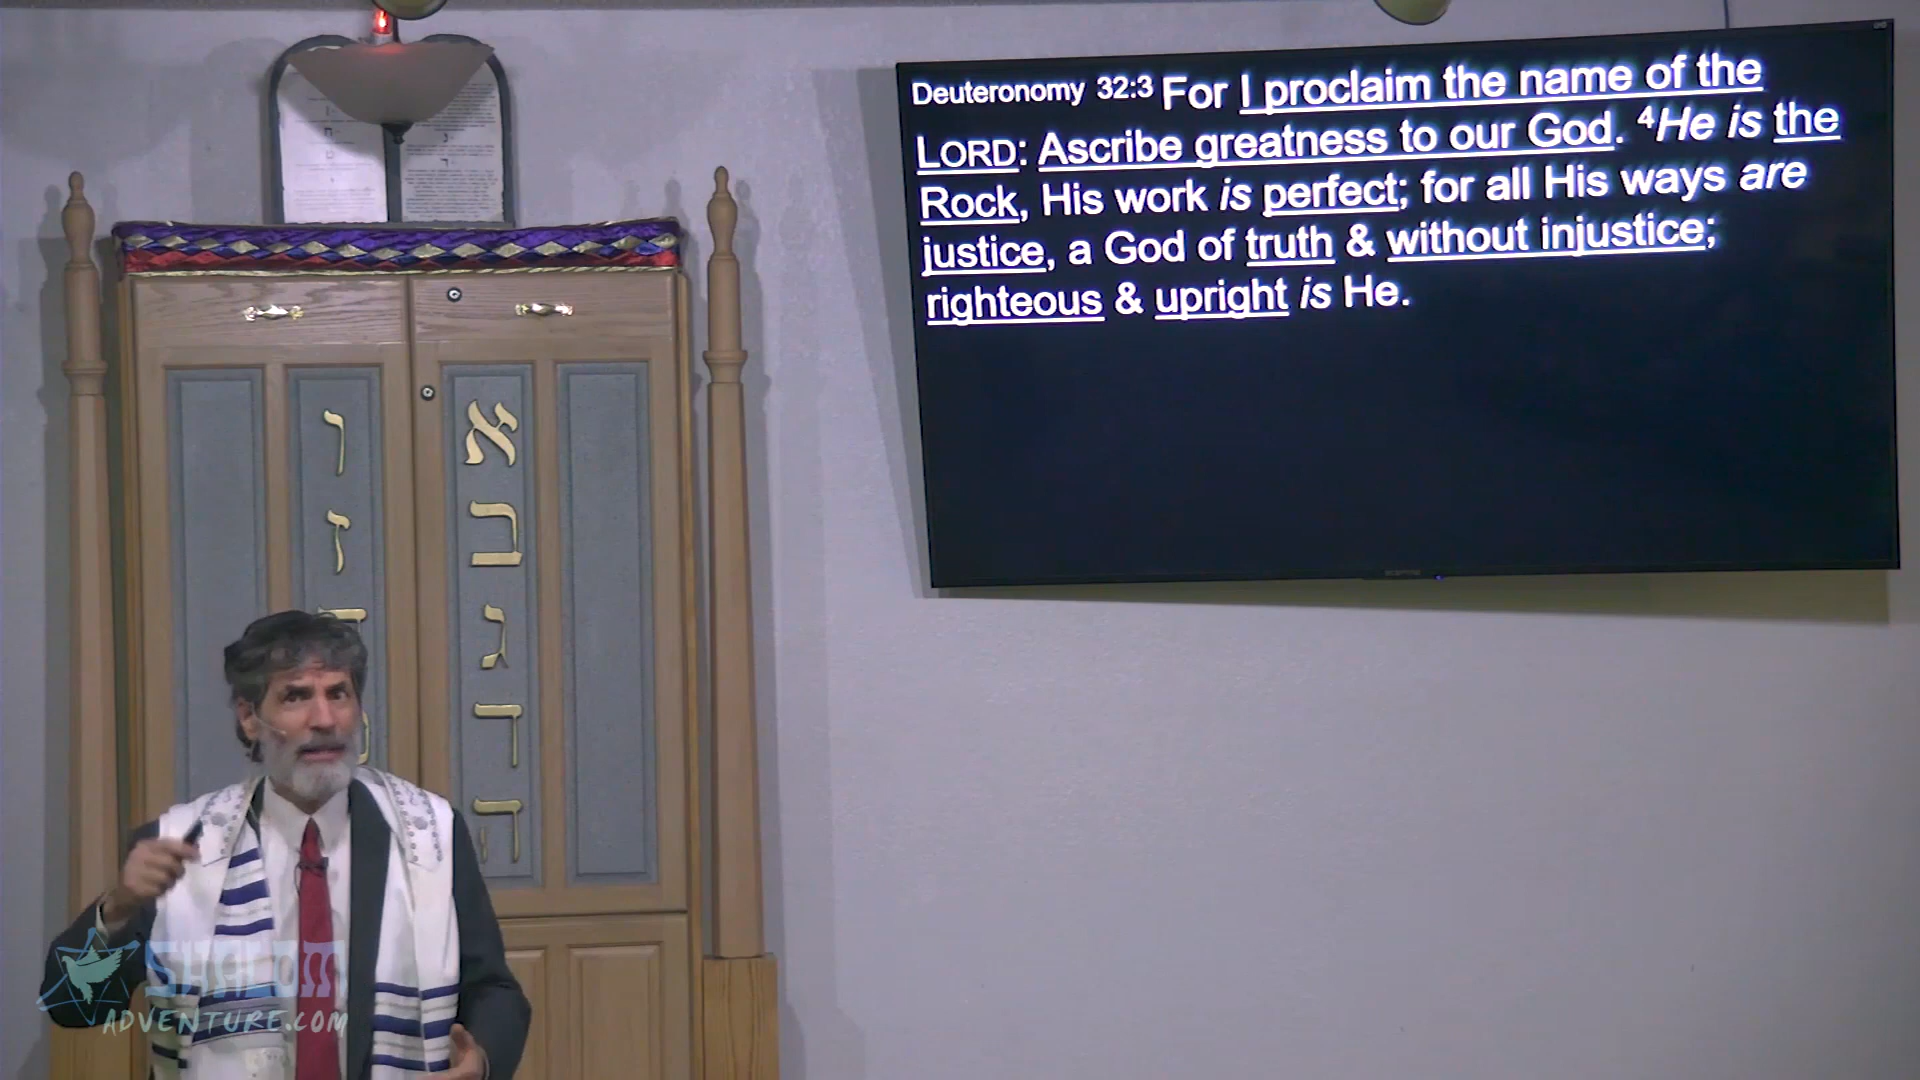 Deuteronomy 32:3 For I proclaim the name of the
LORD: Ascribe greatness to our God. 4He is the
Rock, His work is perfect; for all His ways are
justice, a God of truth & without injustice;
righteous & upright is He.
א
ב
ג
ד
ה
ו
ז
SHALOM
ADVENTURE.COM